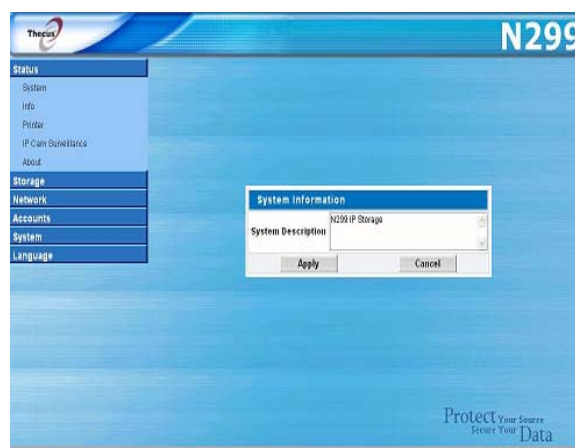 Thecus
N299
Status
System
Info
Printer
IP Cam Surveillance
About
Storage
Network
Accounts
System
Language
System Information
System Description
N299 IP Storage
Apply
Cancel
Protect Your Source
Secure Your Data